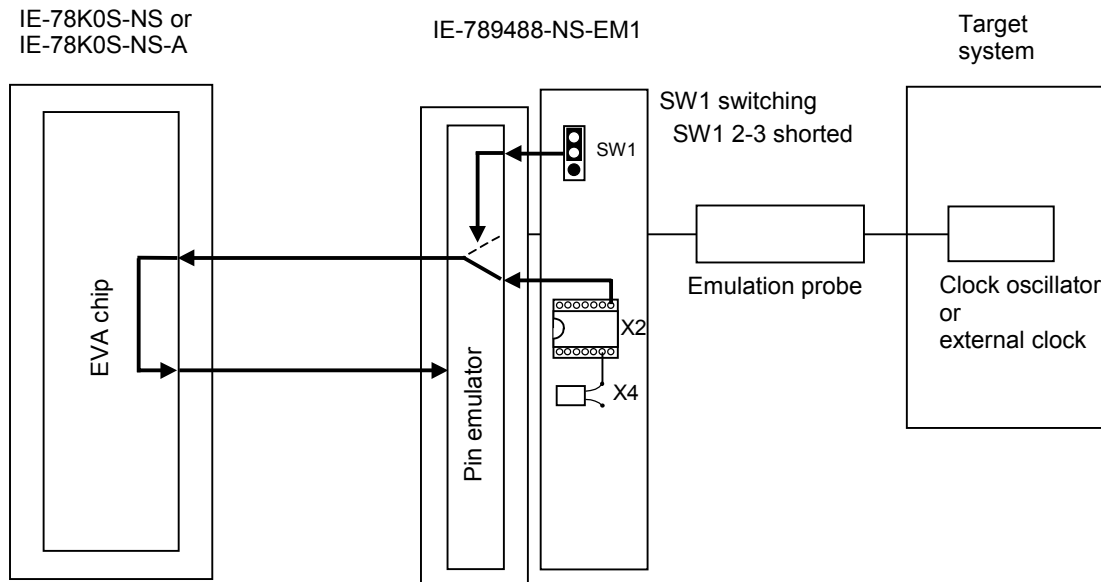 IE-78K0S-NS or
IE-78K0S-NS-A
IE-789488-NS-EM1
Target
system
SW1 switching
SW1 2-3 shorted
SW1
EVA chip
Pin emulator
X2
X4
Emulation probe
Clock oscillator
or
external clock